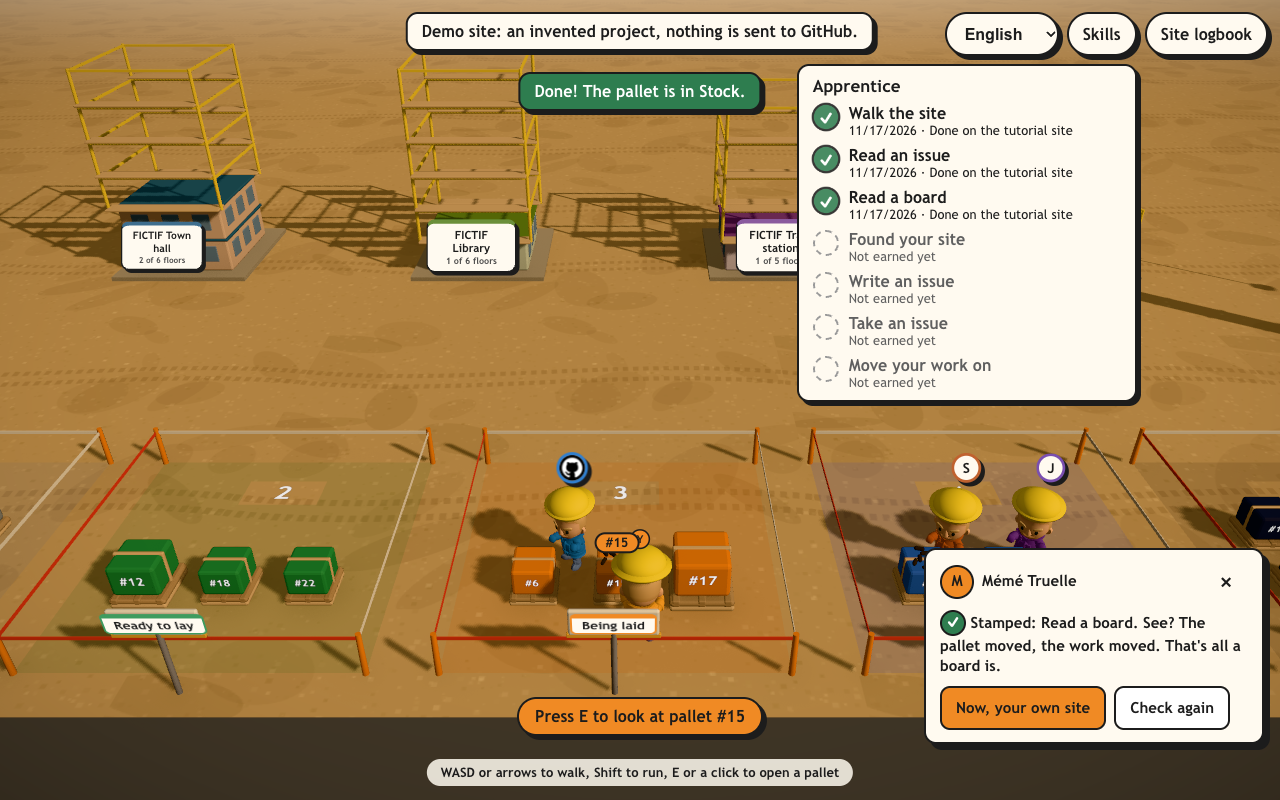 Demo site: an invented project, nothing is sent to GitHub.
English
Skills
Site logbook
Done! The pallet is in Stock.
Apprentice
Walk the site
11/17/2026 · Done on the tutorial site
Read an issue
11/17/2026 · Done on the tutorial site
Read a board
11/17/2026 · Done on the tutorial site
Found your site
Not earned yet
Write an issue
Not earned yet
Take an issue
Not earned yet
Move your work on
Not earned yet
FICTIF Town
hall
2 of 6 floors
FICTIF
Library
1 of 6 floors
FICTIF
station
1 of 5
2
3
S
J
#15
#12
#18
#22
#6
#17
Ready to lay
Being laid
M
Mémé Truelle
×
Stamped: Read a board. See? The
pallet moved, the work moved. That's all a
board is.
Now, your own site
Check again
Press E to look at pallet #15
WASD or arrows to walk, Shift to run, E or a click to open a pallet